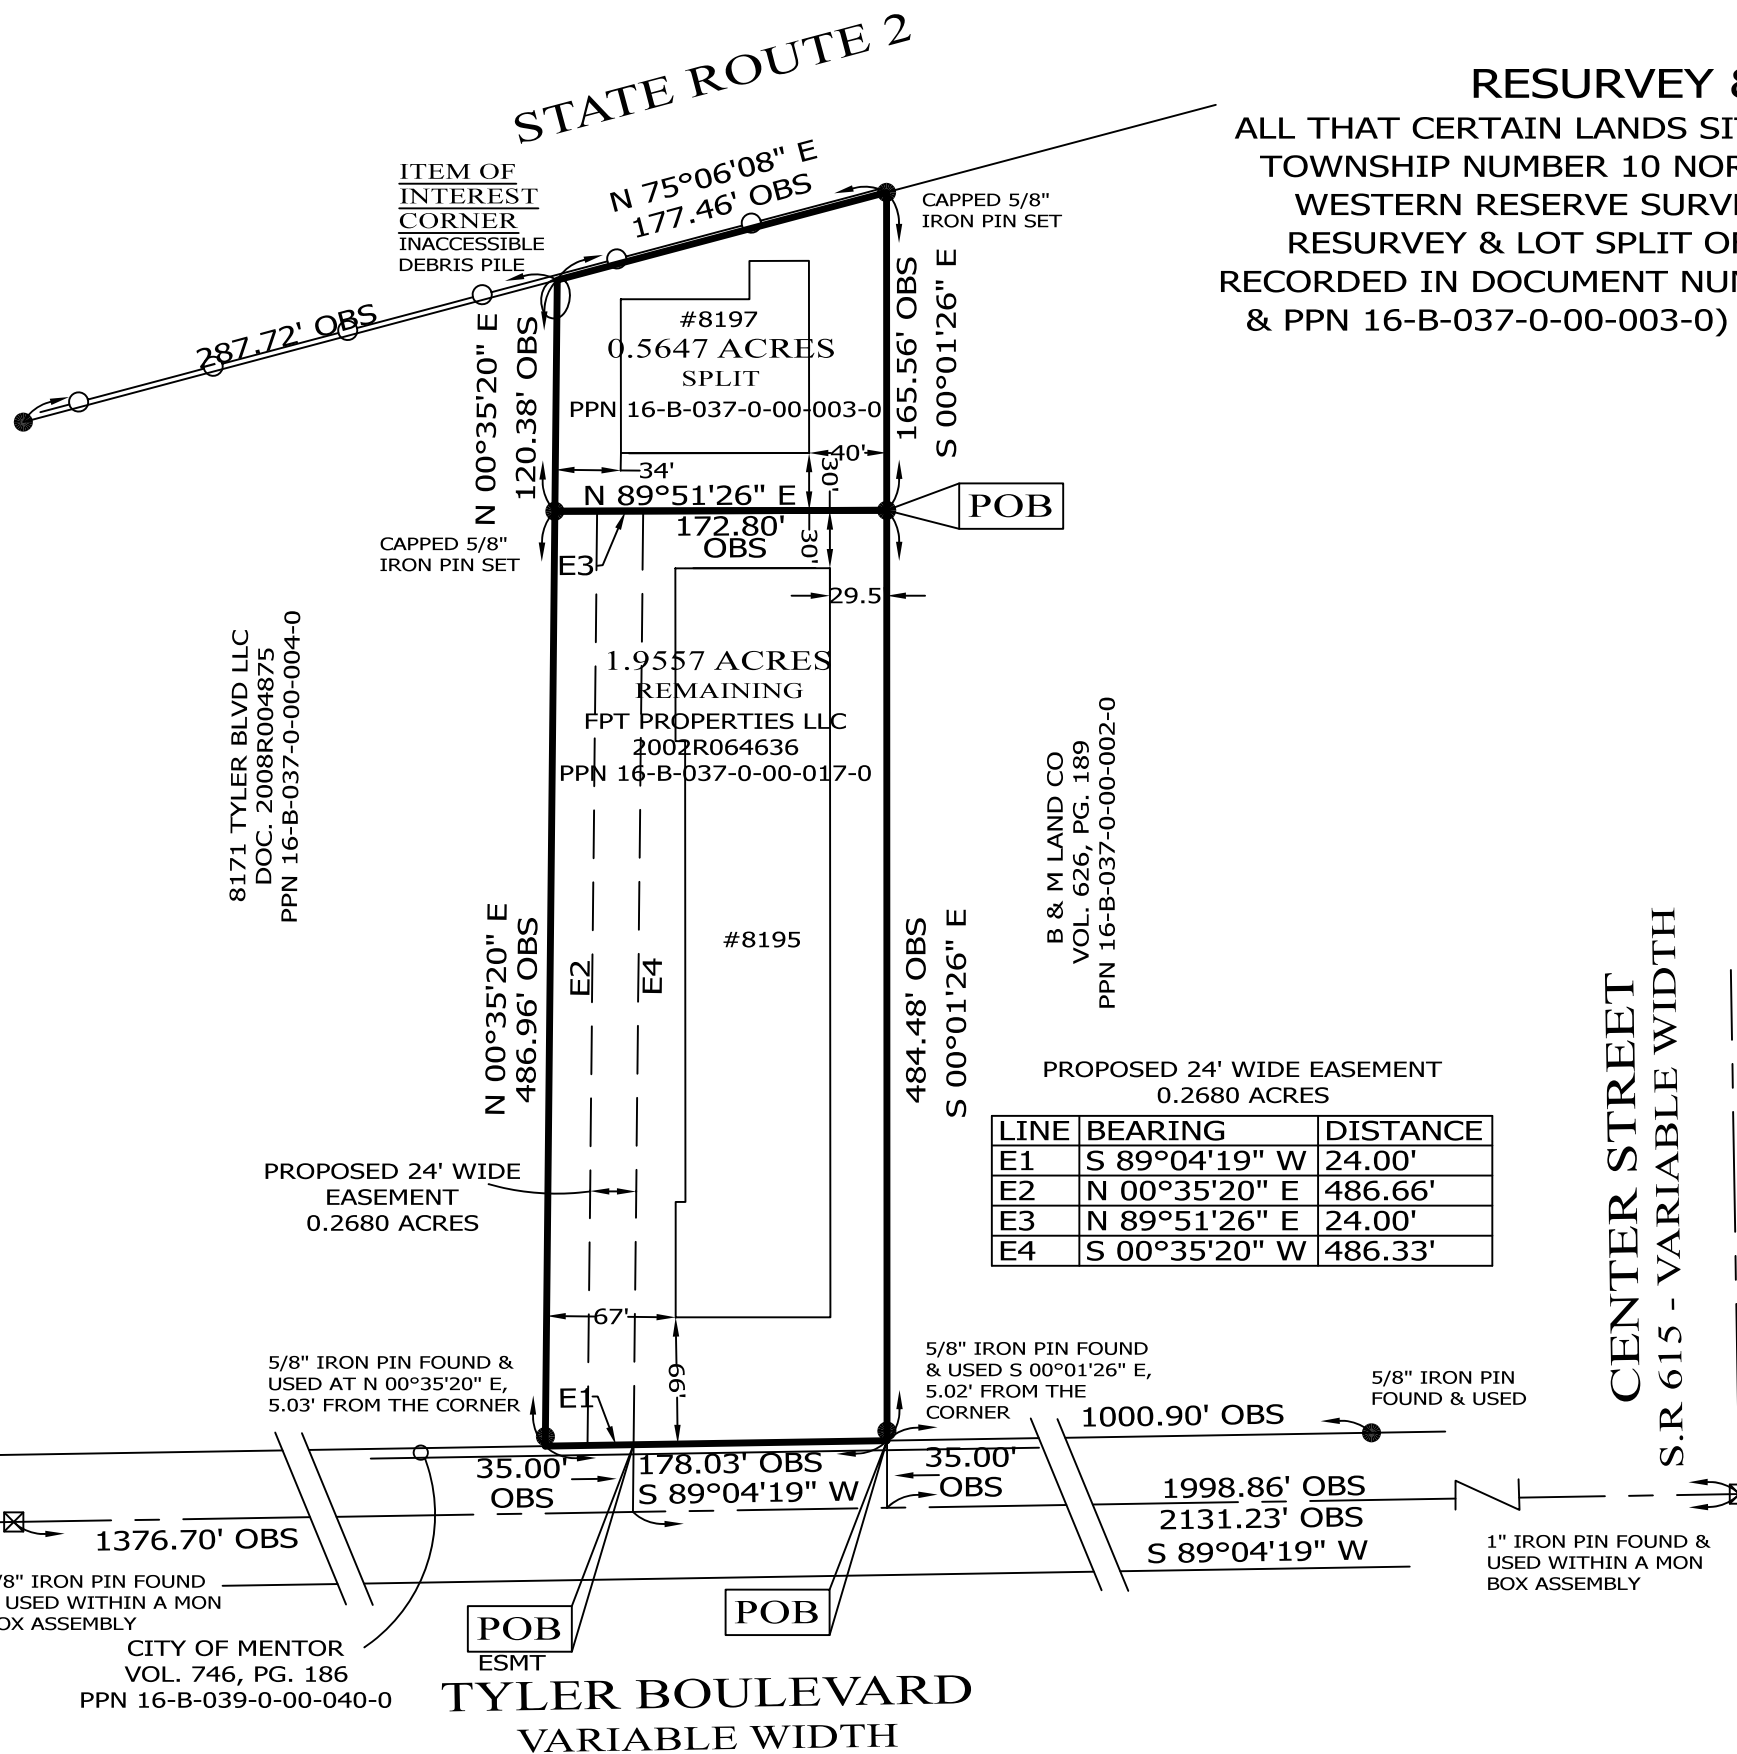 STATE ROUTE 2
RESURVEY &
ALL THAT CERTAIN LANDS SIT
TOWNSHIP NUMBER 10 NOR
WESTERN RESERVE SURV
RESURVEY & LOT SPLIT O
RECORDED IN DOCUMENT NU
& PPN 16-B-037-0-00-003-0)
ITEM OF
INTEREST
CORNER
INACCESSIBLE
DEBRIS PILE
N 75°06'08" E
177.46' OBS
CAPPED 5/8"
IRON PIN SET
287.72' OBS
N 00°35'20" E
120.38' OBS
#8197
0.5647 ACRES
SPLIT
PPN 16-B-037-0-00-003-0
165.56' OBS
S 00°01'26" E
34'
40'
30'
N 89°51'26" E
172.80'
OBS
POB
30'
CAPPED 5/8"
IRON PIN SET
E3
29.5'
8171 TYLER BLVD LLC
DOC. 2008R004875
PPN 16-B-037-0-00-004-0
1.9557 ACRES
REMAINING
FPT PROPERTIES LLC
2002R064636
PPN 16-B-037-0-00-017-0
B & M LAND CO
VOL. 626, PG. 189
PPN 16-B-037-0-00-002-0
#8195
N 00°35'20" E
486.96' OBS
E2
E4
484.48' OBS
S 00°01'26" E
CENTER STREET
S.R 615 - VARIABLE WIDTH
PROPOSED 24' WIDE EASEMENT
0.2680 ACRES
LINE BEARING DISTANCE
E1 S 89°04'19" W 24.00'
E2 N 00°35'20" E 486.66'
E3 N 89°51'26" E 24.00'
E4 S 00°35'20" W 486.33'
PROPOSED 24' WIDE
EASEMENT
0.2680 ACRES
67'
66'
5/8" IRON PIN FOUND &
USED AT N 00°35'20" E,
5.03' FROM THE CORNER
E1
5/8" IRON PIN FOUND
& USED S 00°01'26" E,
5.02' FROM THE
CORNER
5/8" IRON PIN
FOUND & USED
1000.90' OBS
35.00'
OBS
178.03' OBS
S 89°04'19" W
35.00'
OBS
1998.86' OBS
2131.23' OBS
S 89°04'19" W
1376.70' OBS
1" IRON PIN FOUND &
USED WITHIN A MON
BOX ASSEMBLY
/8" IRON PIN FOUND
USED WITHIN A MON
OX ASSEMBLY
CITY OF MENTOR
VOL. 746, PG. 186
PPN 16-B-039-0-00-040-0
POB
ESMT
POB
TYLER BOULEVARD
VARIABLE WIDTH